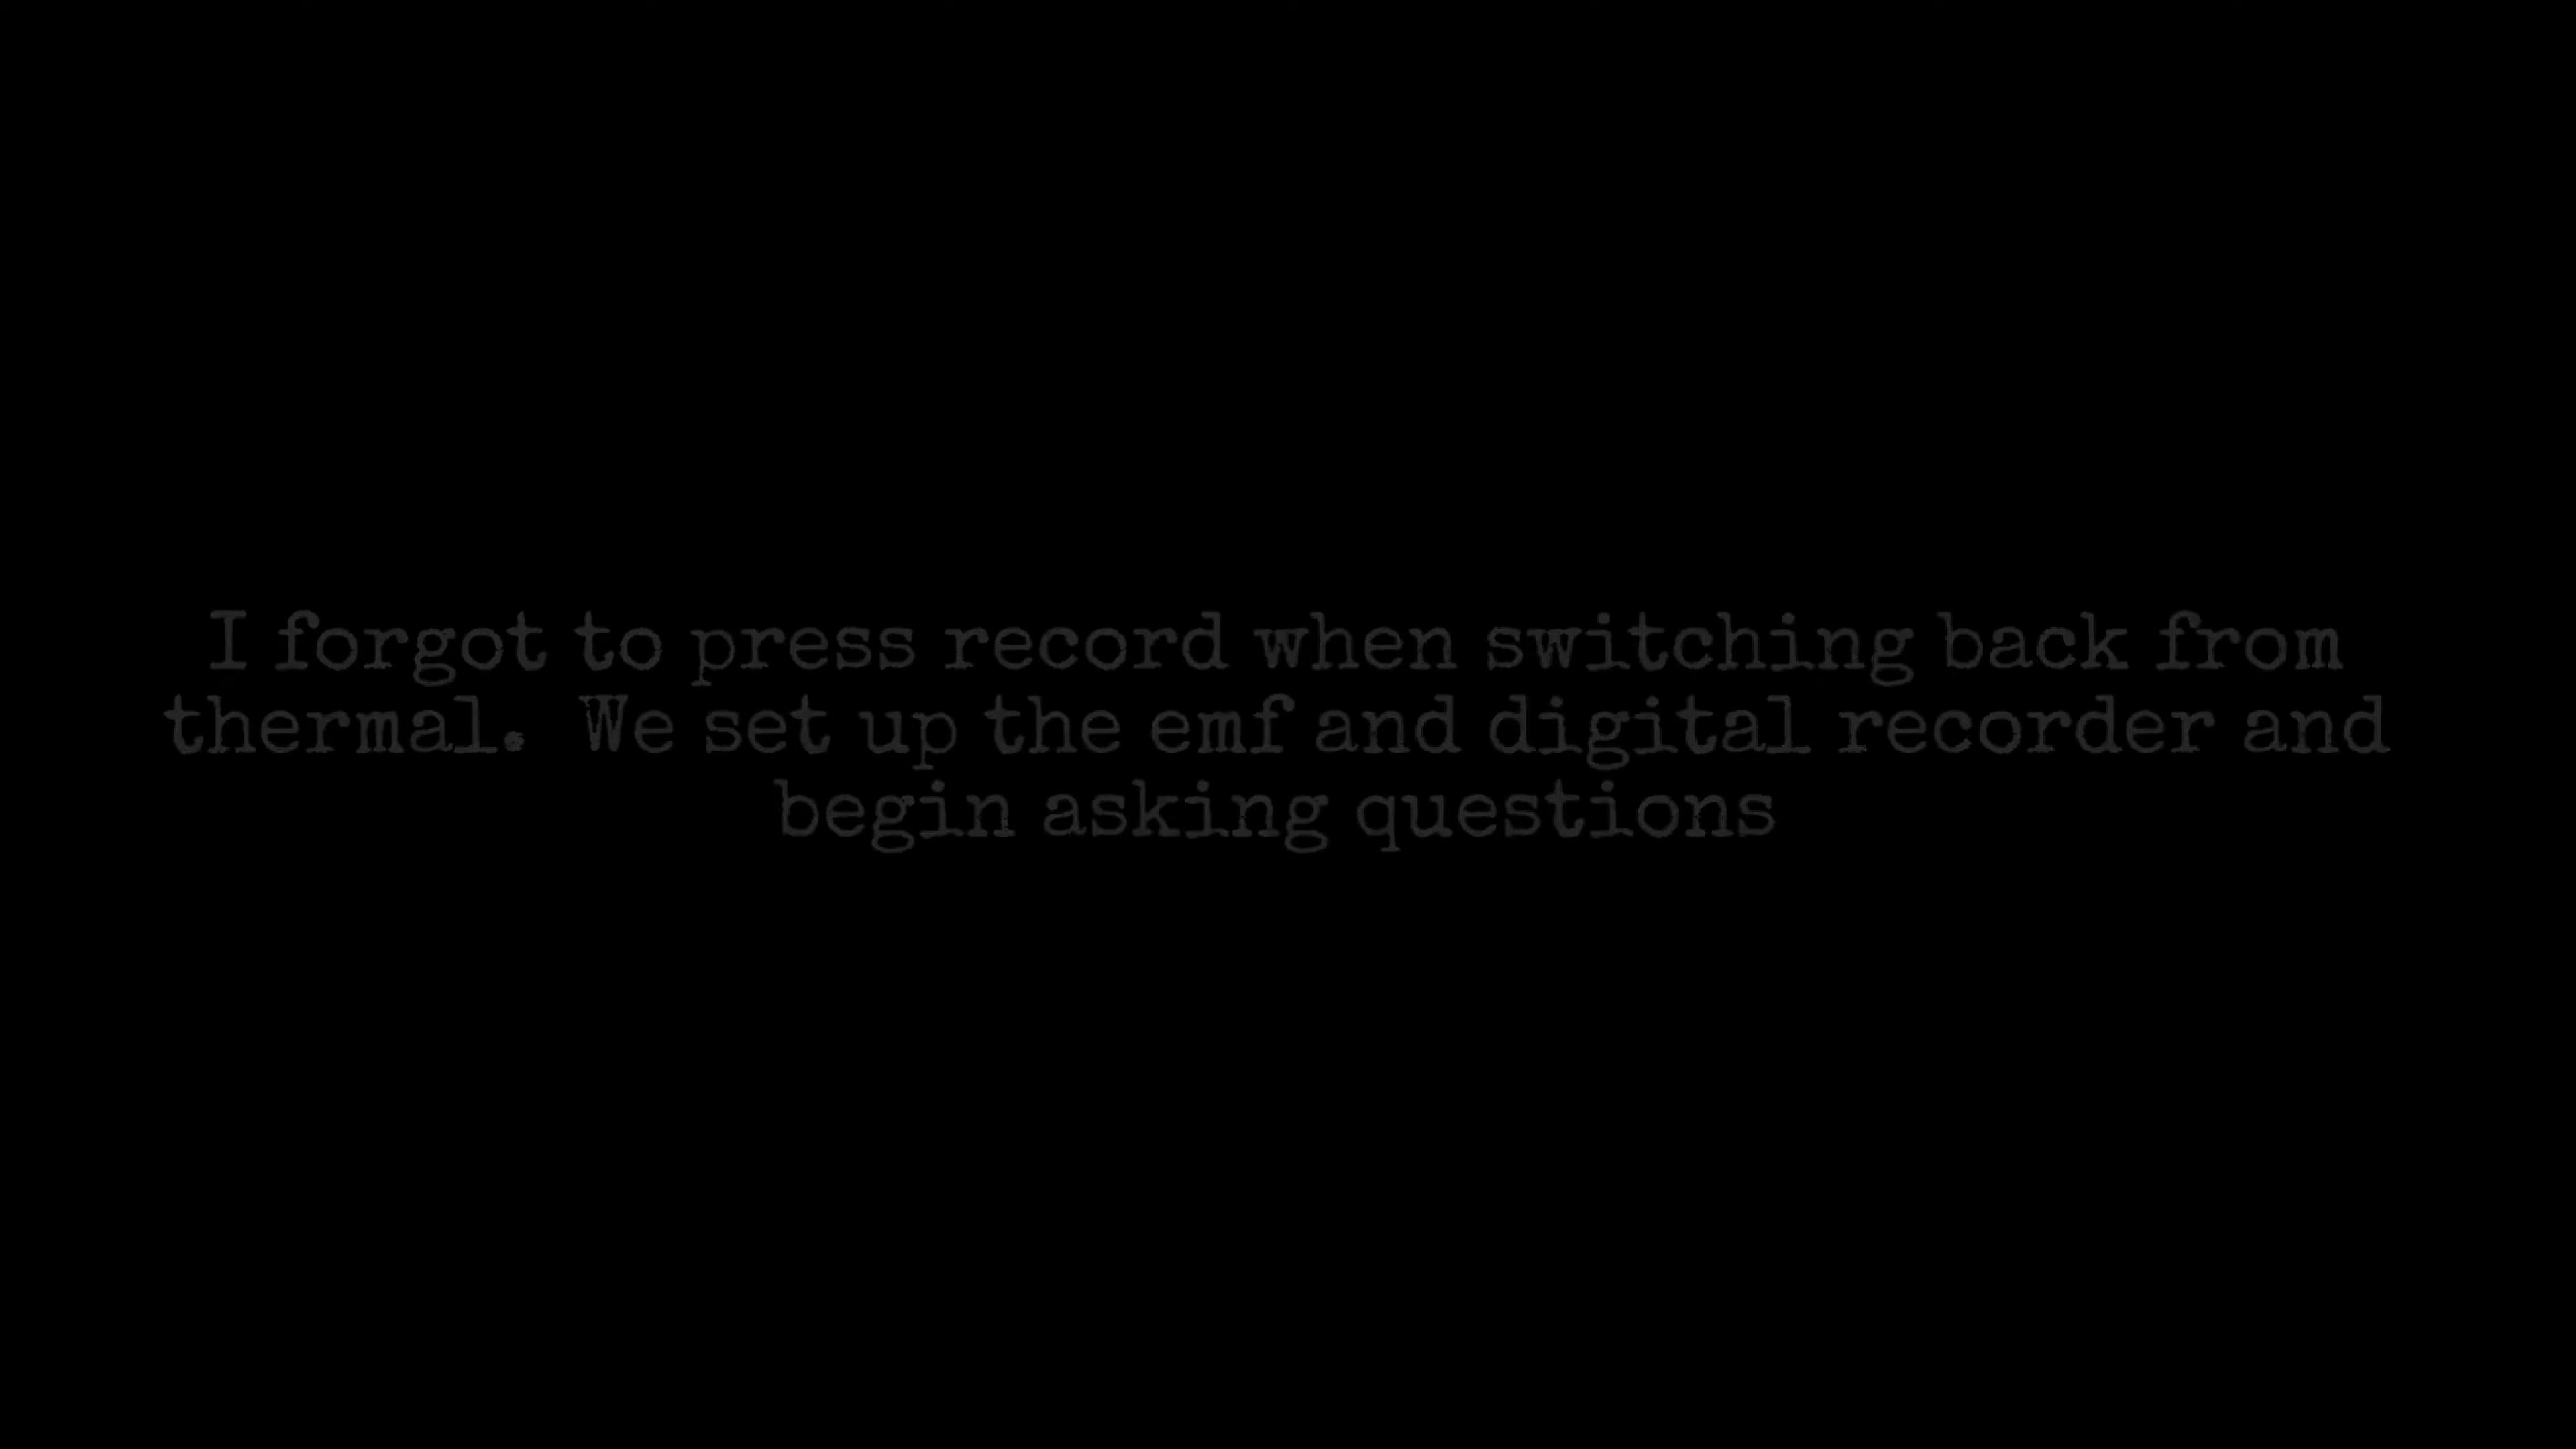 I forgot to press record when switching back from
thermal.  We set up the emf and digital recorder and
begin asking questions